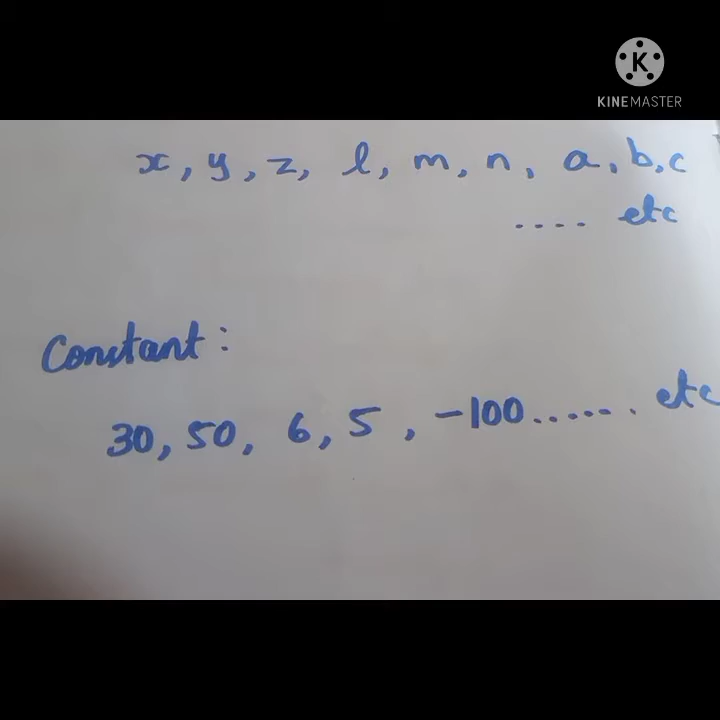 KINEMASTER
x, y, z, l, m, n, a, b, c
.... etc
Constant:
30, 50, 6, 5, -100...... etc